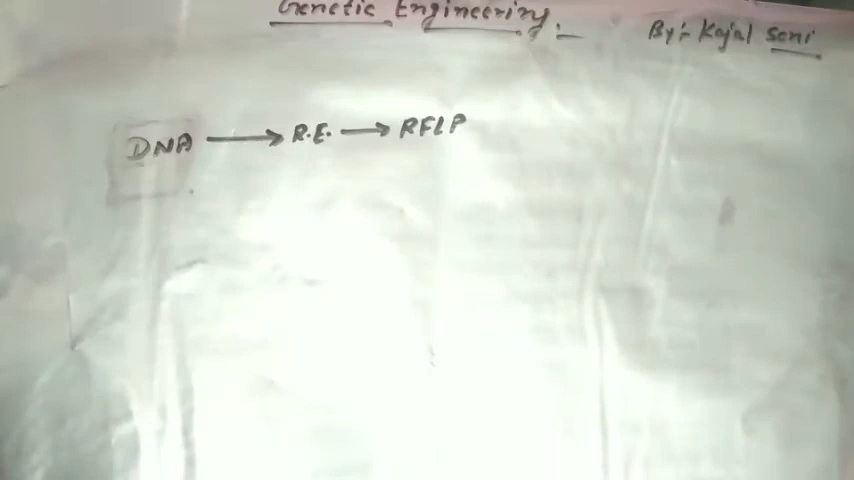 Genetic Engineering :-
By:- Kajal Soni
DNA → R.E. → RFLP